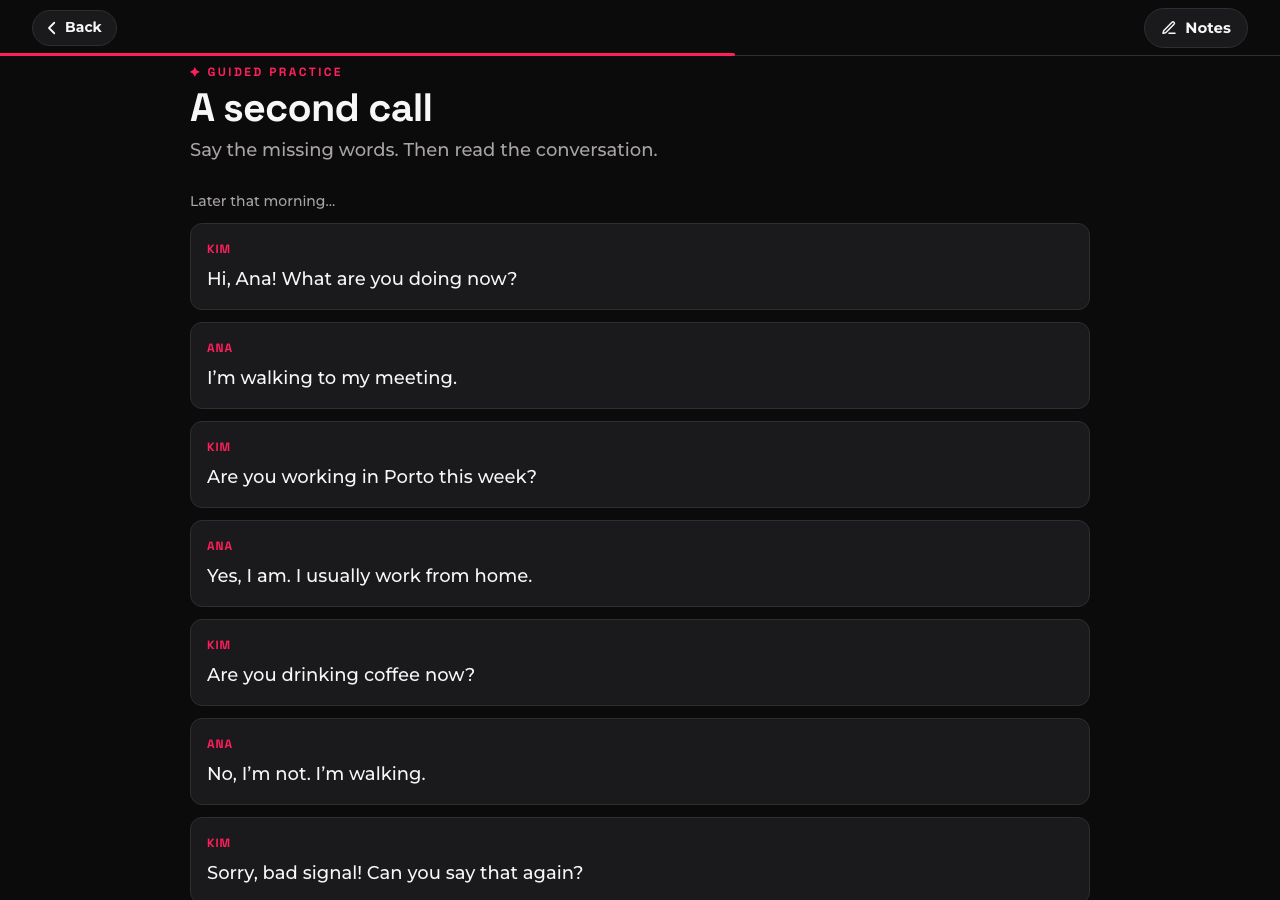 Back
Notes
GUIDED PRACTICE
A second call
Say the missing words. Then read the conversation.
Later that morning…
KIM
Hi, Ana! What are you doing now?
ANA
I’m walking to my meeting.
KIM
Are you working in Porto this week?
ANA
Yes, I am. I usually work from home.
KIM
Are you drinking coffee now?
ANA
No, I’m not. I’m walking.
KIM
Sorry, bad signal! Can you say that again?